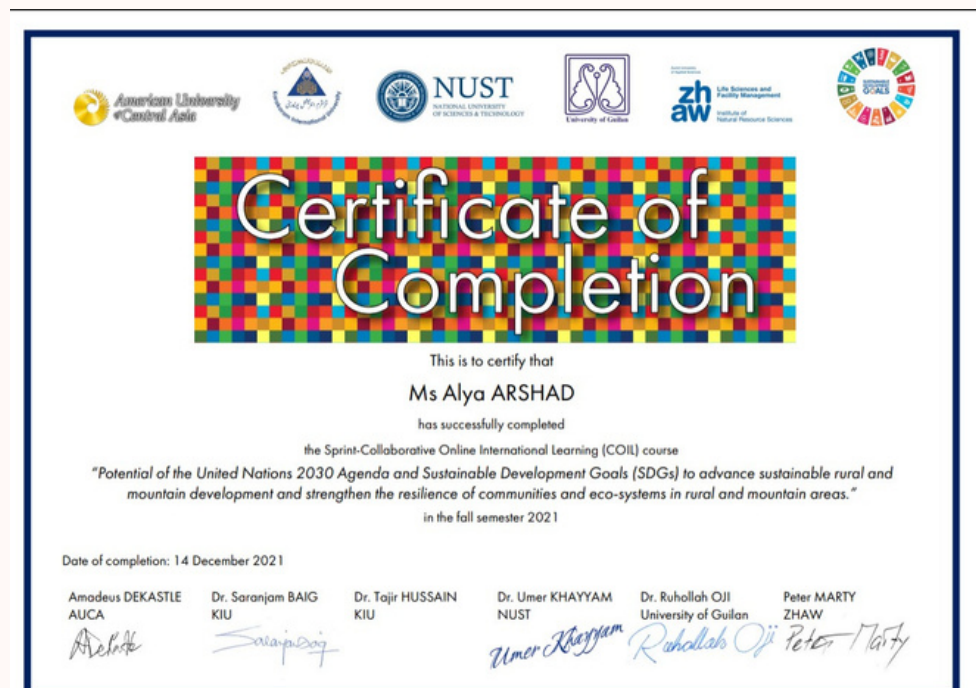 American University
of Central Asia
Karakoram International University
NUST
NATIONAL UNIVERSITY
OF SCIENCES & TECHNOLOGY
University of Guilan
zh
aw
Life Sciences and
Facility Management
Institute of
Natural Resource Sciences
SUSTAINABLE
DEVELOPMENT
GOALS
Certificate of
Completion
This is to certify that
Ms Alya ARSHAD
has successfully completed
the Sprint-Collaborative Online International Learning (COIL) course
“Potential of the United Nations 2030 Agenda and Sustainable Development Goals (SDGs) to advance sustainable rural and
mountain development and strengthen the resilience of communities and eco-systems in rural and mountain areas.”
in the fall semester 2021
Date of completion: 14 December 2021
Amadeus DEKASTLE
AUCA
Dr. Saranjam BAIG
KIU
Dr. Tajir HUSSAIN
KIU
Dr. Umer KHAYYAM
NUST
Dr. Ruhollah OJI
University of Guilan
Peter MARTY
ZHAW
Umer Khayyam
Ruhollah Oji
Peter Marty